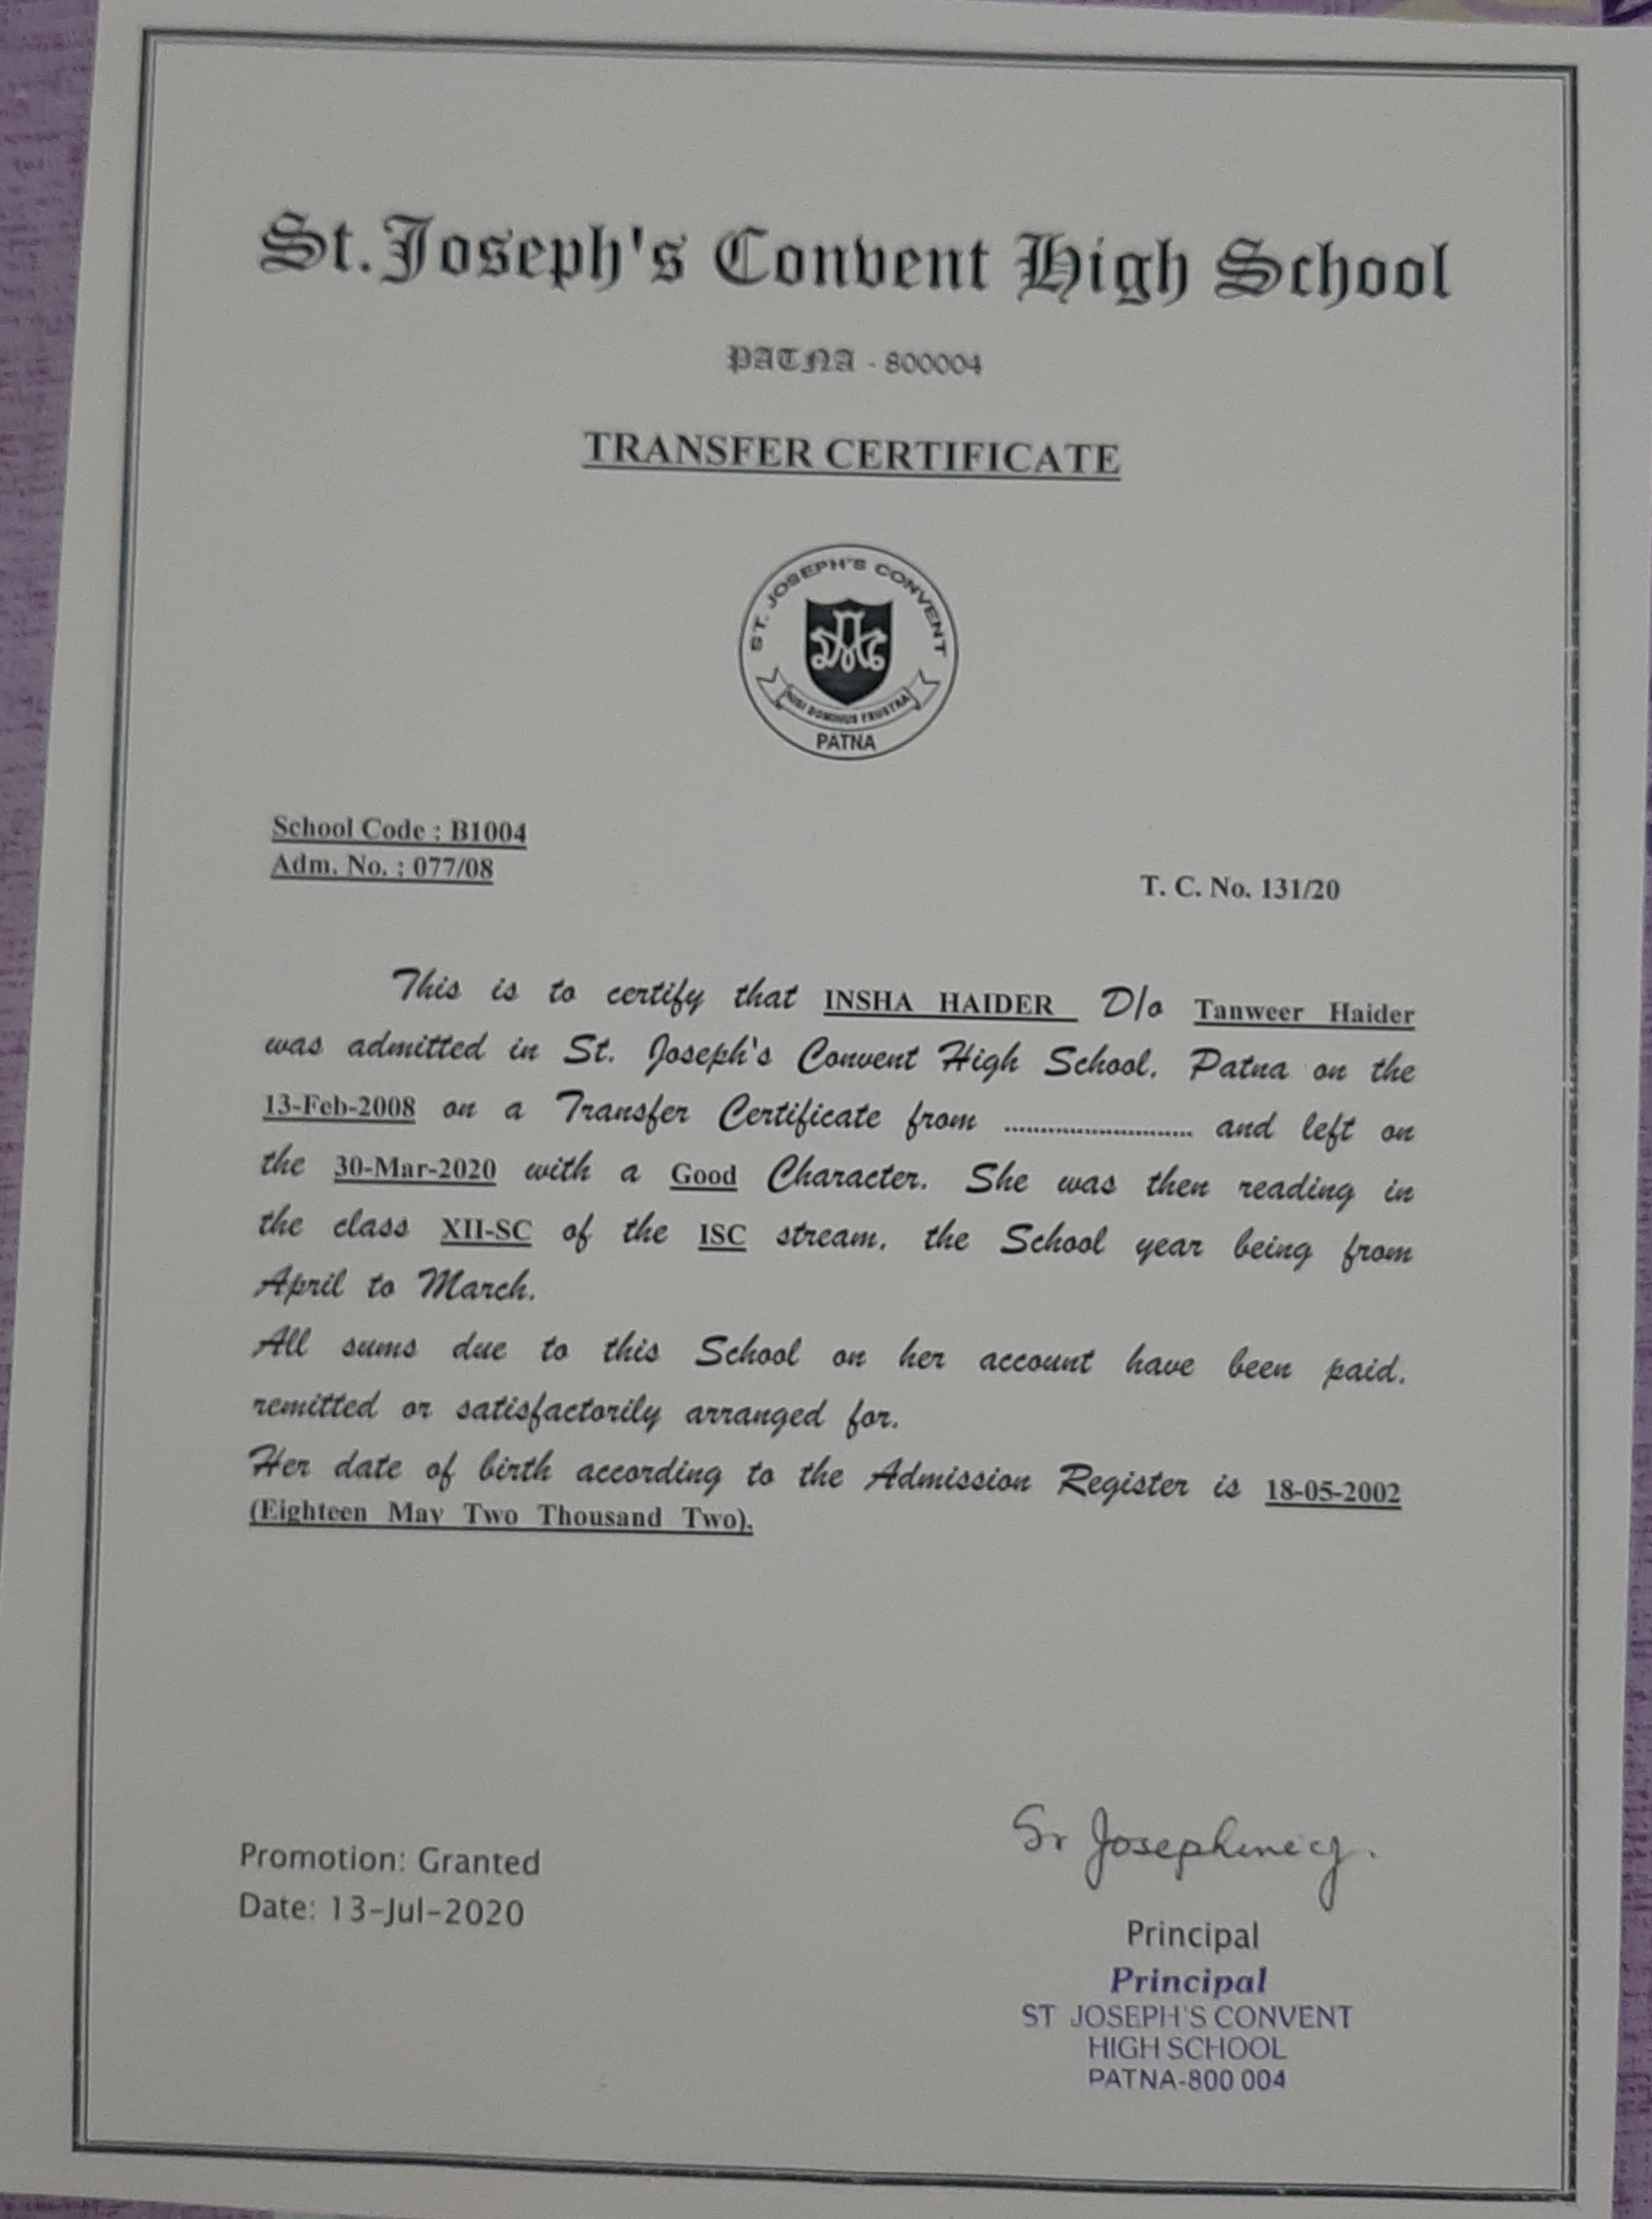 St.Joseph's Convent High School
PATNA - 800004
TRANSFER CERTIFICATE
ST. JOSEPH'S CONVENT
NISI DOMINUS FRUSTRA
PATNA
School Code : B1004
Adm. No. : 077/08
T. C. No. 131/20
This is to certify that INSHA HAIDER D/o Tanweer Haider
was admitted in St. Joseph's Convent High School, Patna on the
13-Feb-2008 on a Transfer Certificate from ........................... and left on
the 30-Mar-2020 with a Good Character. She was then reading in
the class XII-SC of the ISC stream, the School year being from
April to March.
All sums due to this School on her account have been paid,
remitted or satisfactorily arranged for.
Her date of birth according to the Admission Register is 18-05-2002
(Eighteen May Two Thousand Two).
Promotion: Granted
Date: 13-Jul-2020
Sr Josephine cj.
Principal
Principal
ST JOSEPH'S CONVENT
HIGH SCHOOL
PATNA-800 004